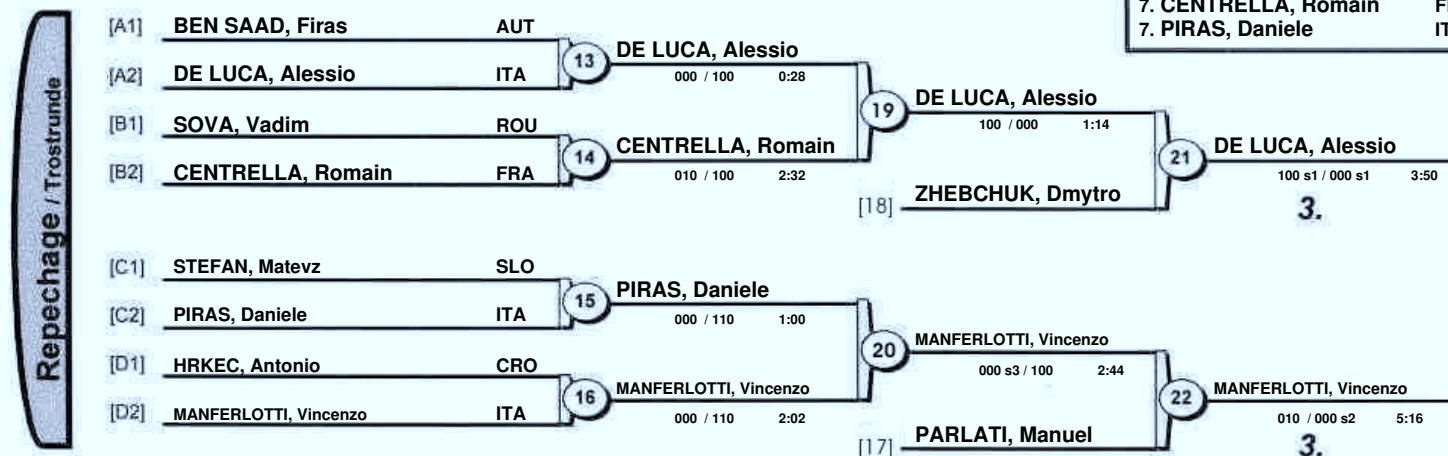 7. CENTRELLA, Romain
7. PIRAS, Daniele
Repechage / Trostrunde
[A1] BEN SAAD, Firas AUT
13 DE LUCA, Alessio
000 / 100 0:28
[A2] DE LUCA, Alessio ITA
19 DE LUCA, Alessio
100 / 000 1:14
[B1] SOVA, Vadim ROU
14 CENTRELLA, Romain
010 / 100 2:32
21 DE LUCA, Alessio
100 s1 / 000 s1 3:50
3.
[B2] CENTRELLA, Romain FRA
[18] ZHEBCHUK, Dmytro
[C1] STEFAN, Matevz SLO
15 PIRAS, Daniele
000 / 110 1:00
[C2] PIRAS, Daniele ITA
20 MANFERLOTTI, Vincenzo
000 s3 / 100 2:44
[D1] HRKEC, Antonio CRO
16 MANFERLOTTI, Vincenzo
000 / 110 2:02
22 MANFERLOTTI, Vincenzo
010 / 000 s2 5:16
3.
[D2] MANFERLOTTI, Vincenzo ITA
[17] PARLATI, Manuel